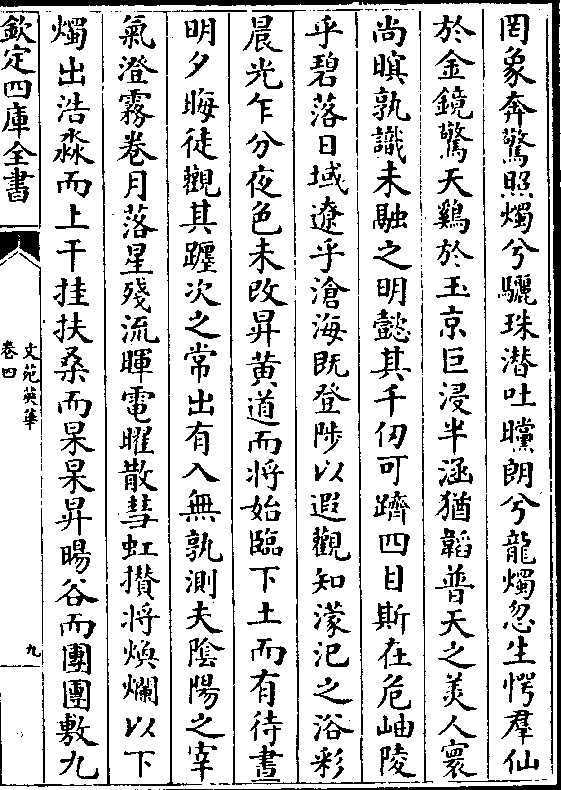 罔象奔驚照燭兮驪珠潛吐曭朗兮龍燭忽生愕羣仙
於金鏡驚天鷄於玉京巨浸半涵猶韜普天之美人寰
尚暝孰識未融之明懿其千仞可躋四目斯在危岫陵
乎碧落日域遼乎滄海既登陟以遐觀知濛汜之浴彩
晨光乍分夜色未改昇黄道而將始臨下土而有待晝
明夕晦徒觀其躔次之常出有入無孰測夫陰陽之宰
氣澄霧卷月落星殘流暉電曜散彗虹攅將煥爛以下
燭出浩淼而上干挂扶桑而杲杲昇暘谷而團團敷九
欽定四庫全書
文苑英華
卷四
九